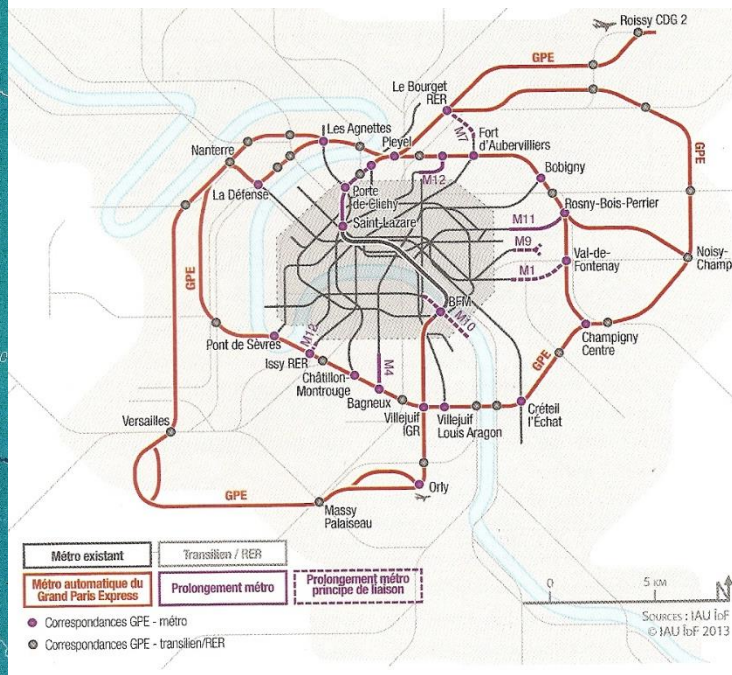 Roissy CDG 2
GPE
Le Bourget
RER
Les Agnettes
Pleyel
M7
Fort
d'Aubervilliers
Nanterre
GPE
M12
Bobigny
La Défense
Porte
de Clichy
Rosny-Bois-Perrier
Saint-Lazare
M11
M9
Val-de-
Fontenay
Noisy-
Champ
GPE
M1
BFM
M10
Pont de Sèvres
M12
Champigny
Centre
Issy RER
GPE
Châtillon-
Montrouge
M4
Bagneux
Créteil
l'Échat
Versailles
Villejuif
IGR
Villejuif
Louis Aragon
Orly
GPE
Massy
Palaiseau
Métro existant
Transilien / RER
Métro automatique du
Grand Paris Express
Prolongement métro
Prolongement métro
principe de liaison
0
5 KM
N
Correspondances GPE - métro
Correspondances GPE - transilien/RER
SOURCES : IAU ÎDF
© IAU ÎDF 2013